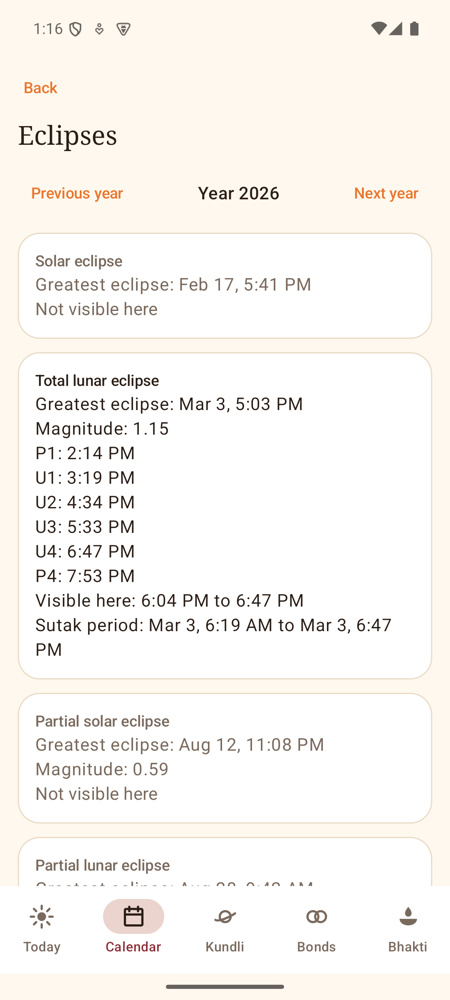 1:16
Back
Eclipses
Previous year
Year 2026
Next year
Solar eclipse
Greatest eclipse: Feb 17, 5:41 PM
Not visible here
Total lunar eclipse
Greatest eclipse: Mar 3, 5:03 PM
Magnitude: 1.15
P1: 2:14 PM
U1: 3:19 PM
U2: 4:34 PM
U3: 5:33 PM
U4: 6:47 PM
P4: 7:53 PM
Visible here: 6:04 PM to 6:47 PM
Sutak period: Mar 3, 6:19 AM to Mar 3, 6:47
PM
Partial solar eclipse
Greatest eclipse: Aug 12, 11:08 PM
Magnitude: 0.59
Not visible here
Partial lunar eclipse
Greatest eclipse: Aug
Today
Calendar
Kundli
Bonds
Bhakti